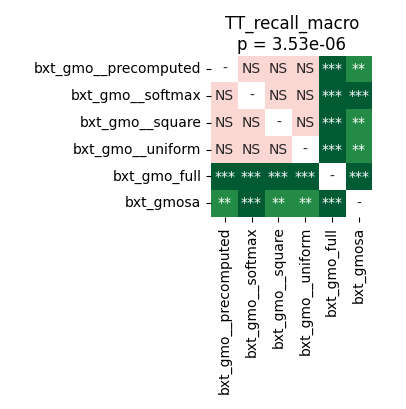 TT_recall_macro
p = 3.53e-06
bxt_gmo__precomputed - NS NS NS *** **
bxt_gmo__softmax NS - NS NS *** ***
bxt_gmo__square NS NS - NS *** **
bxt_gmo__uniform NS NS NS - *** **
bxt_gmo_full *** *** *** *** - ***
bxt_gmosa ** *** ** ** *** -
bxt_gmo__precomputed
bxt_gmo__softmax
bxt_gmo__square
bxt_gmo__uniform
bxt_gmo_full
bxt_gmosa